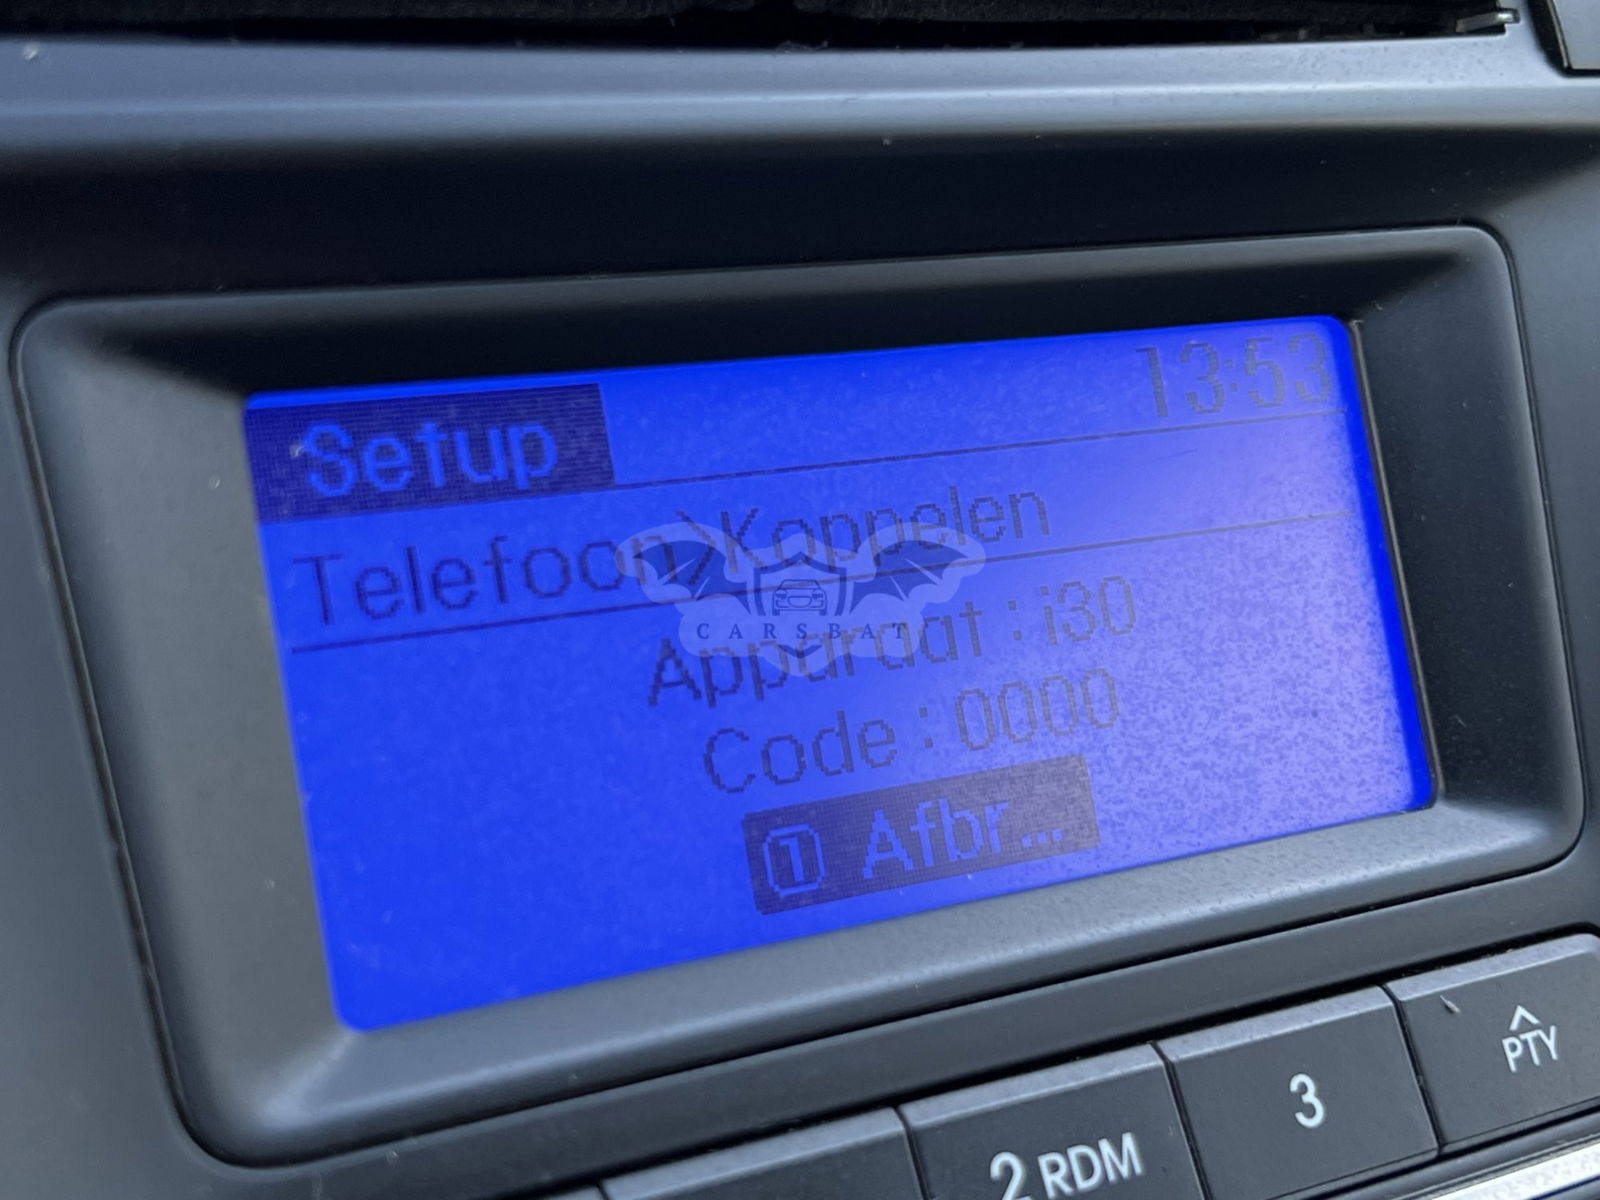 13:53
Setup
Telefoon>Koppelen
CARSBAT
Apparaat : i30
Code : 0000
1 Afbr...
PTY
3
2 RDM